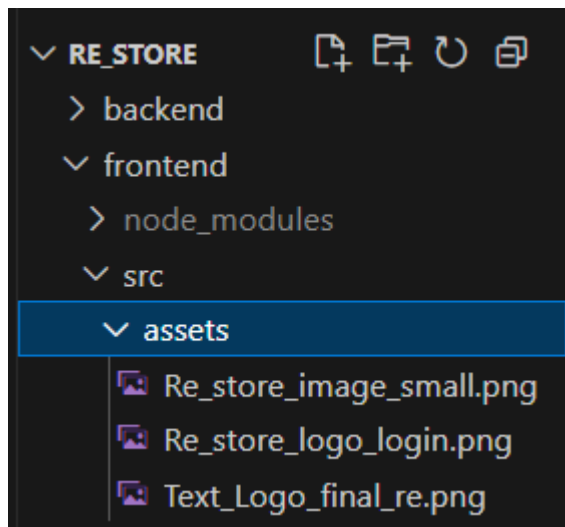 RE_STORE
backend
frontend
node_modules
src
assets
Re_store_image_small.png
Re_store_logo_login.png
Text_Logo_final_re.png